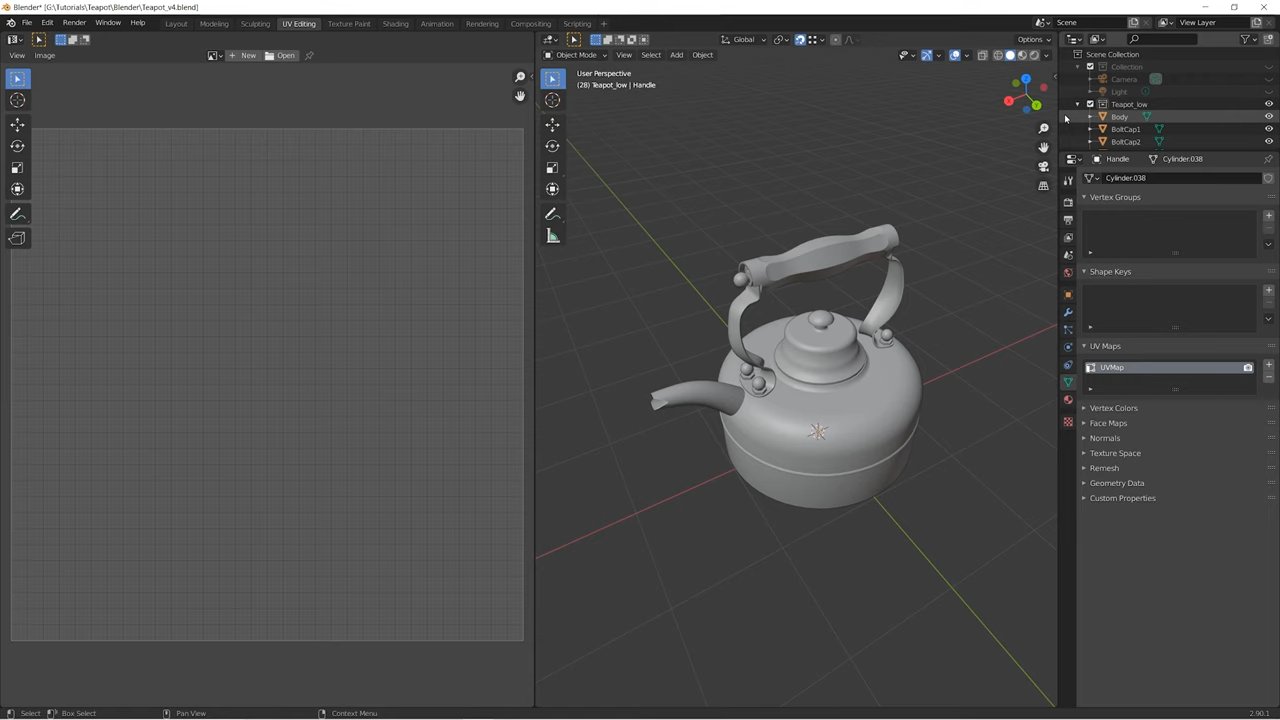 Blender* [G:\Tutorials\Teapot\Blender\Teapot_v4.blend]
File Edit Render Window Help Layout Modeling Sculpting UV Editing Texture Paint Shading Animation Rendering Compositing Scripting Scene View Layer
New Open Global Options
View Image Object Mode View Select Add Object
User Perspective
(28) Teapot_low | Handle
Scene Collection
Collection
Camera
Light
Teapot_low
Body
BoltCap1
BoltCap2
Handle Cylinder.038
Cylinder.038
Vertex Groups
Shape Keys
UV Maps
UVMap
Vertex Colors
Face Maps
Normals
Texture Space
Remesh
Geometry Data
Custom Properties
X
Y
Z
Select Box Select Pan View Context Menu 2.90.1